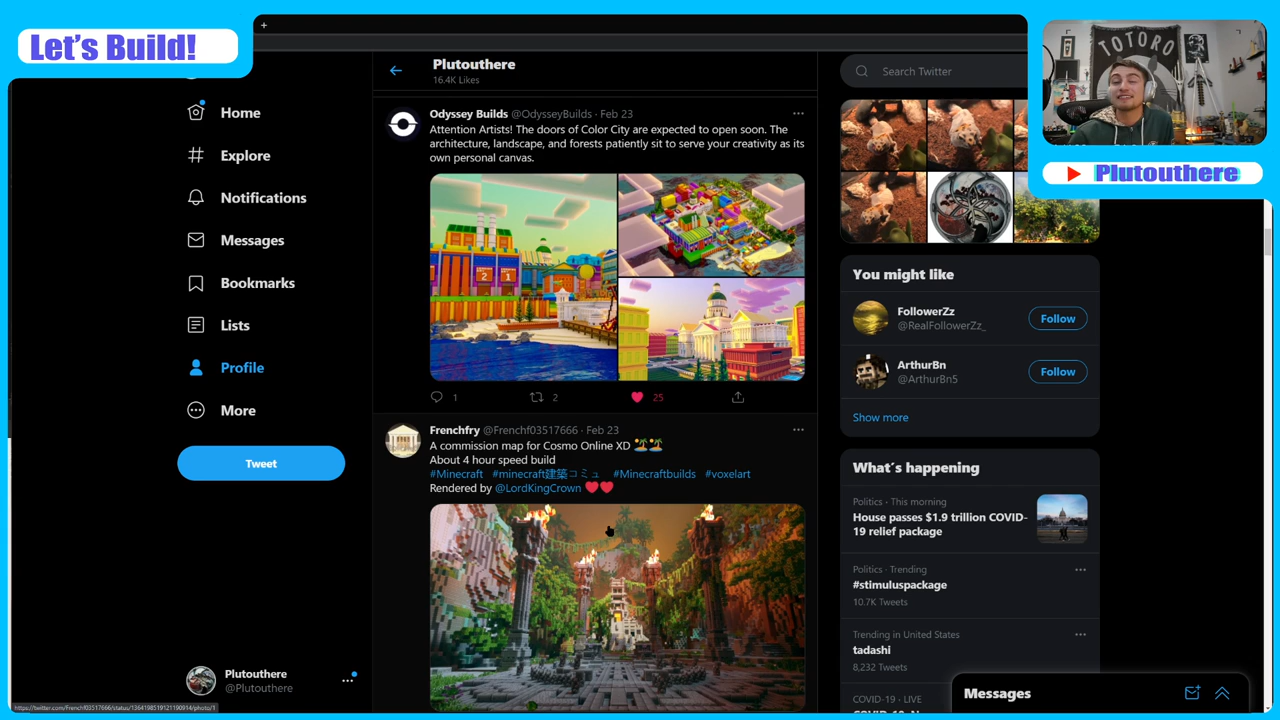 Let's Build!
TOTORO
Plutouthere
Home
Explore
Notifications
Messages
Bookmarks
Lists
Profile
More
Tweet
Plutouthere
@Plutouthere
Plutouthere
16.4K Likes
Odyssey Builds @OdysseyBuilds · Feb 23
Attention Artists! The doors of Color City are expected to open soon. The
architecture, landscape, and forests patiently sit to serve your creativity as its
own personal canvas.
2 1
1 2 25
Frenchfry @Frenchf03517666 · Feb 23
A commission map for Cosmo Online XD
About 4 hour speed build
#Minecraft #minecraft建築コミュ #Minecraftbuilds #voxelart
Rendered by @LordKingCrown
Search Twitter
You might like
FollowerZz
@RealFollowerZz_
Follow
ArthurBn
@ArthurBn5
Follow
Show more
What's happening
Politics · This morning
House passes $1.9 trillion COVID-
19 relief package
Politics · Trending
#stimuluspackage
10.7K Tweets
Trending in United States
tadashi
8,232 Tweets
COVID-19 · LIVE
Messages
https://twitter.com/Frenchf03517666/status/1364198519121190914/photo/1